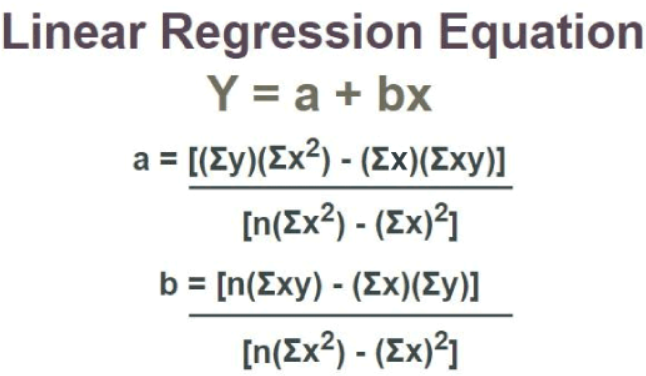 Linear Regression Equation
Y = a + bx
a = [(Σy)(Σx²) - (Σx)(Σxy)]
[n(Σx²) - (Σx)²]
b = [n(Σxy) - (Σx)(Σy)]
[n(Σx²) - (Σx)²]